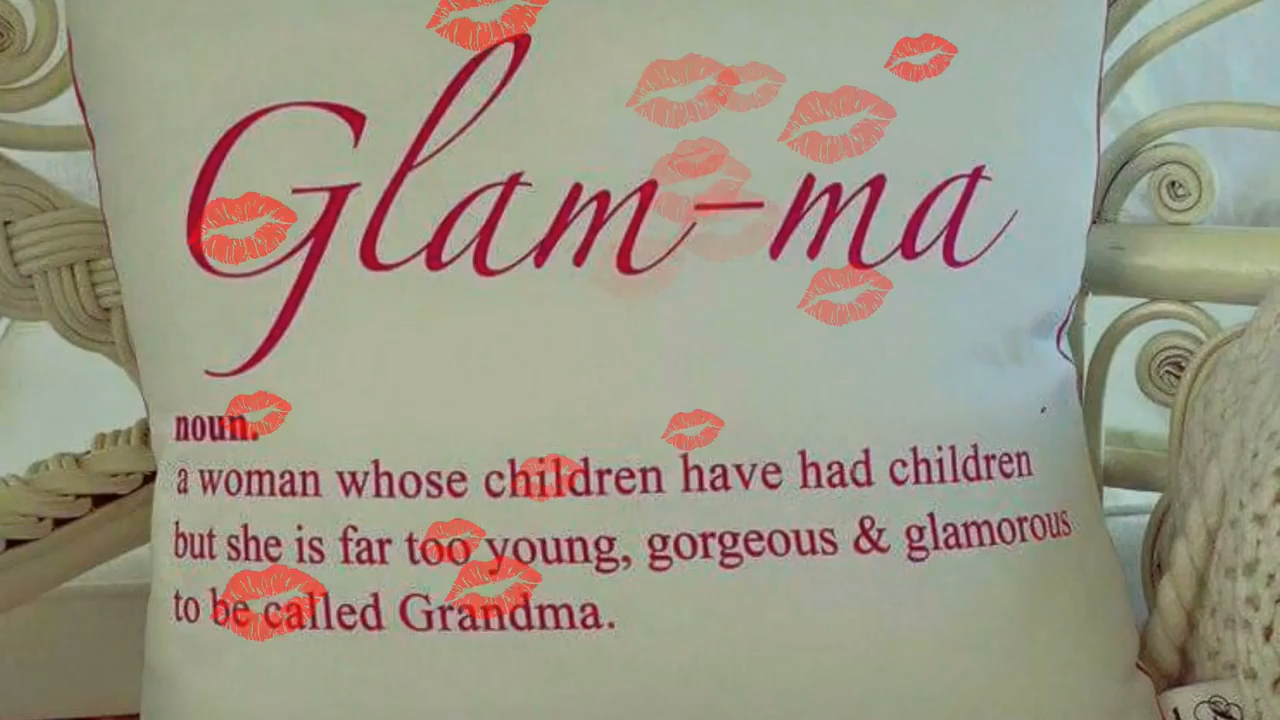 Glam-ma
noun.
a woman whose children have had children
but she is far too young, gorgeous & glamorous
to be called Grandma.